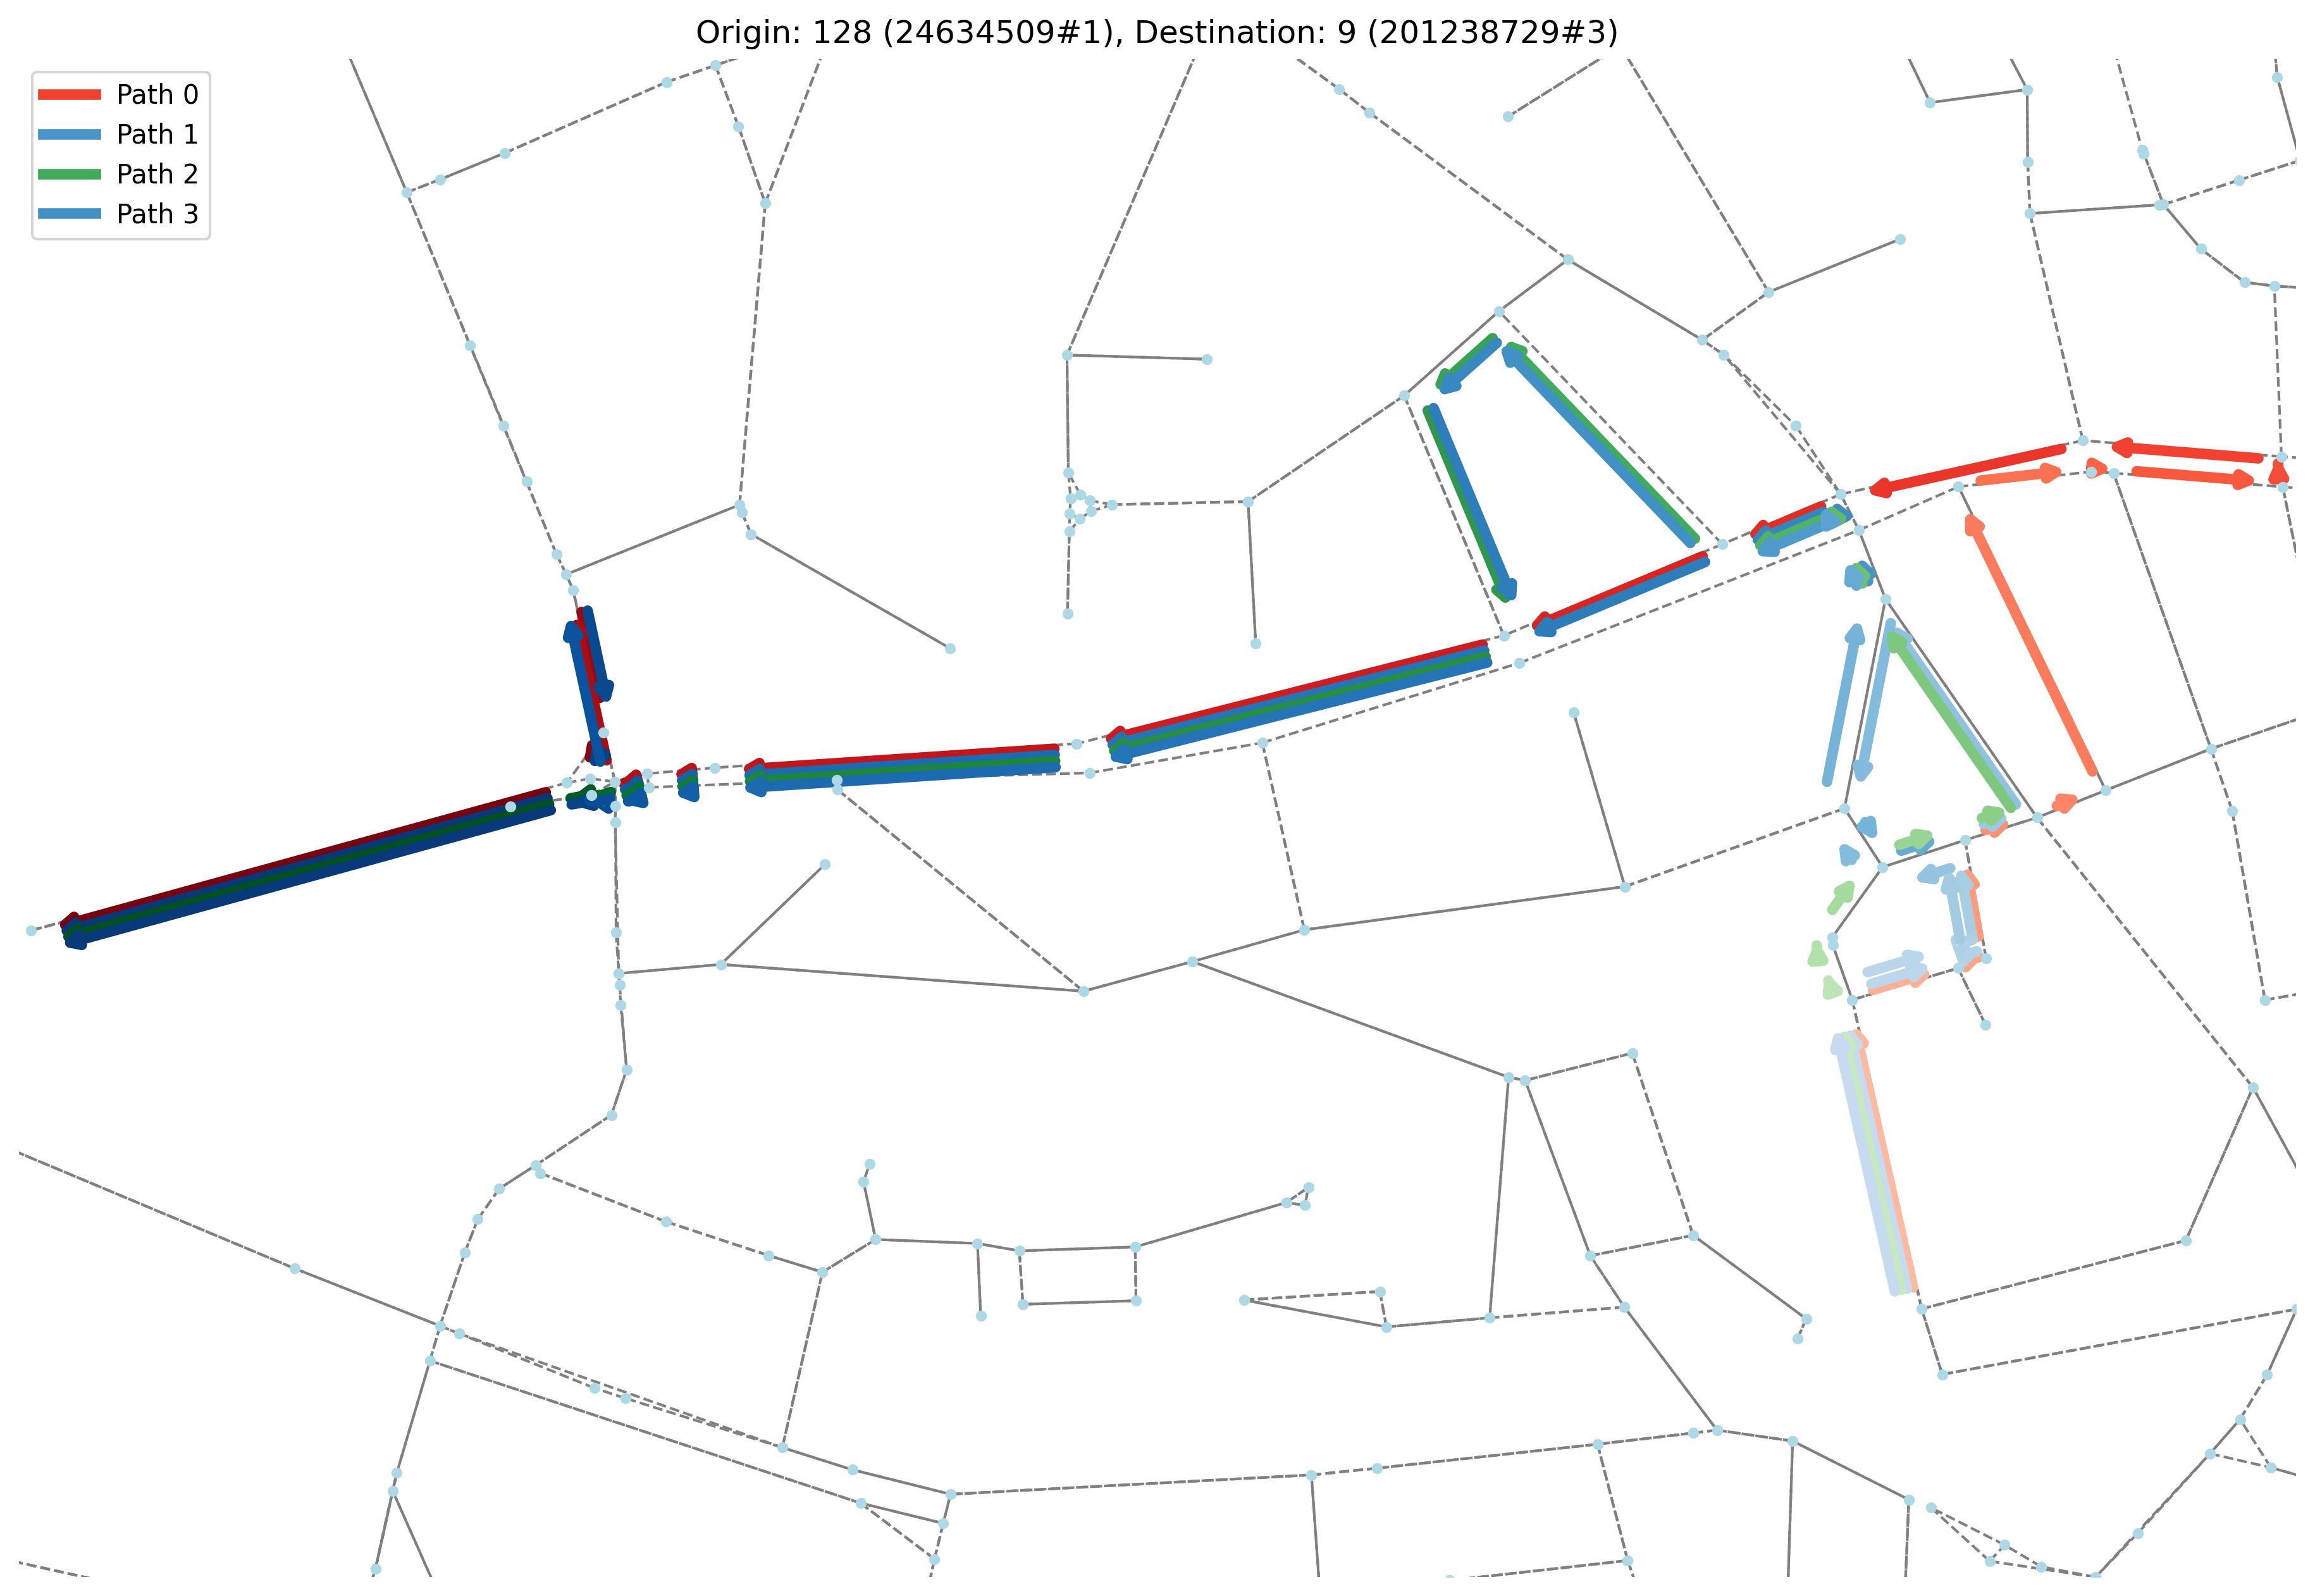 Origin: 128 (24634509#1), Destination: 9 (201238729#3)
Path 0
Path 1
Path 2
Path 3